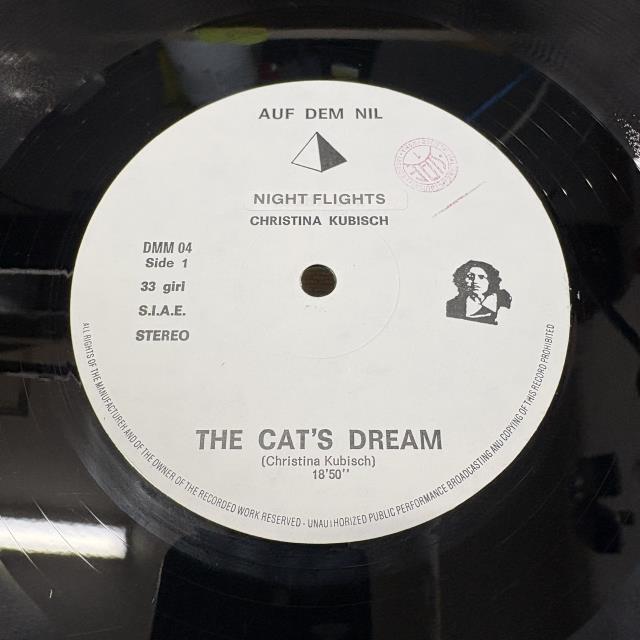 AUF DEM NIL
NIGHT FLIGHTS
CHRISTINA KUBISCH
DMM 04
Side 1
33 giri
S.I.A.E.
STEREO
THE CAT'S DREAM
(Christina Kubisch)
18'50''
ALL RIGHTS OF THE MANUFACTURER AND OF THE OWNER OF THE RECORDED WORK RESERVED - UNAUTHORIZED PUBLIC PERFORMANCE BROADCASTING AND COPYING OF THIS RECORD PROHIBITED